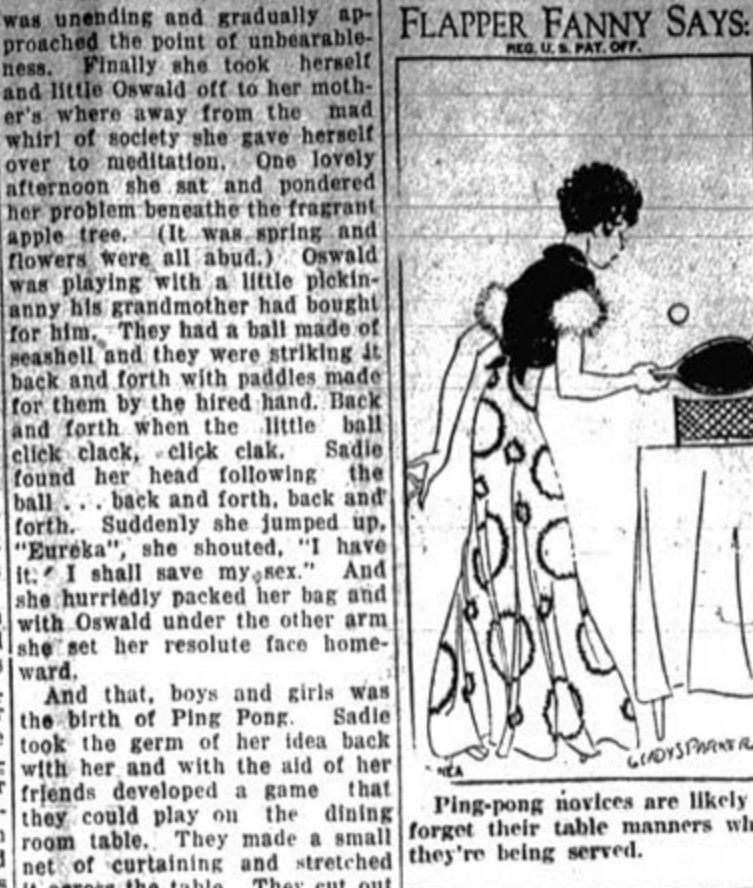 was unending and gradually ap-
proached the point of unbearable-
ness. Finally she took herself
and little Oswald off to her moth-
er's where away from the mad
whirl of society she gave herself
over to meditation. One lovely
afternoon she sat and pondered
her problem beneathe the fragrant
apple tree. (It was spring and
flowers were all abud.) Oswald
was playing with a little pickin-
anny his grandmother had bought
for him. They had a ball made of
seashell and they were striking it
back and forth with paddles made
for them by the hired hand. Back
and forth when the little ball
click clack, click clak. Sadie
found her head following the
ball . . . back and forth, back and
forth. Suddenly she jumped up,
"Eureka", she shouted, "I have
it." I shall save my sex." And
she hurriedly packed her bag and
with Oswald under the other arm
she set her resolute face home-
ward.
And that, boys and girls was
the birth of Ping Pong. Sadie
took the germ of her idea back
with her and with the aid of her
friends developed a game that
they could play on the dining
room table. They made a small
net of curtaining and stretched
it across the table. They cut out
FLAPPER FANNY SAYS:
REG. U. S. PAT. OFF.
NEA
GLADYS PARKER
Ping-pong novices are likely
forget their table manners wh
they're being served.